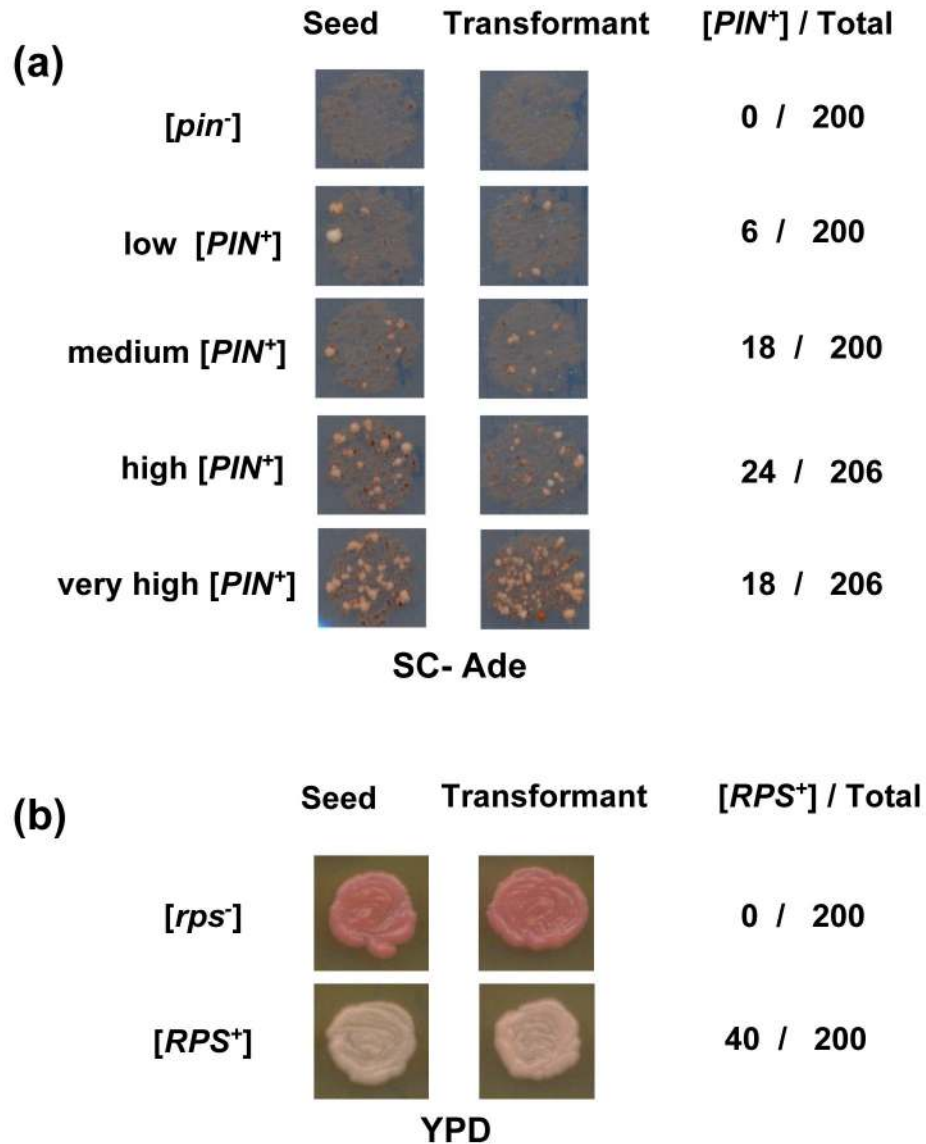 Seed Transformant [PIN⁺] / Total
(a)
[pin⁻] 0 / 200
low [PIN⁺] 6 / 200
medium [PIN⁺] 18 / 200
high [PIN⁺] 24 / 206
very high [PIN⁺] 18 / 206
SC- Ade
Seed Transformant [RPS⁺] / Total
(b)
[rps⁻] 0 / 200
[RPS⁺] 40 / 200
YPD